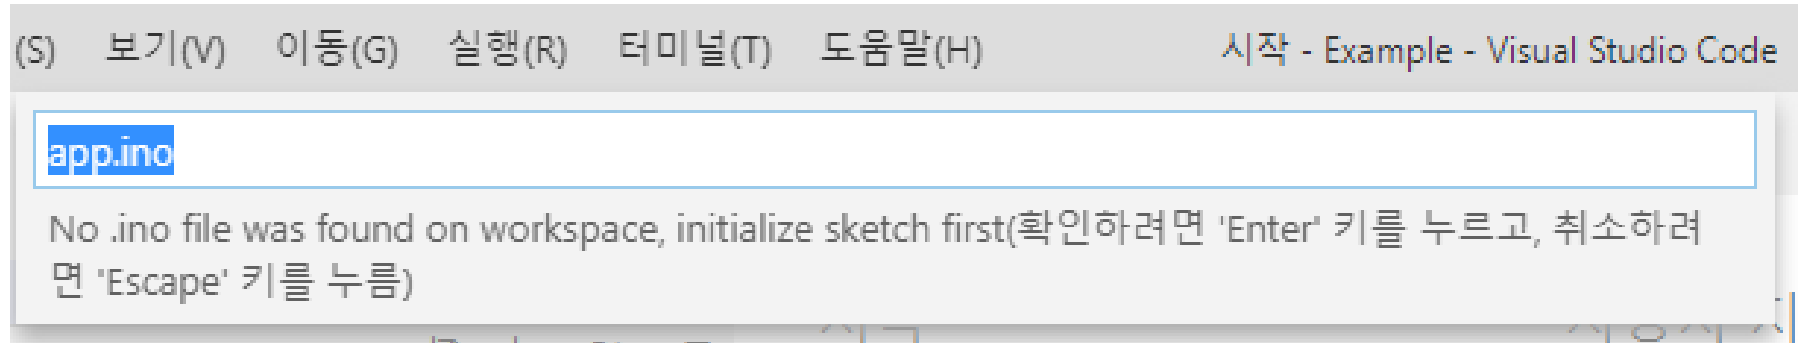 (S) 보기(V) 이동(G) 실행(R) 터미널(T) 도움말(H) 시작 - Example - Visual Studio Code
app.ino
No .ino file was found on workspace, initialize sketch first(확인하려면 'Enter' 키를 누르고, 취소하려
면 'Escape' 키를 누름)